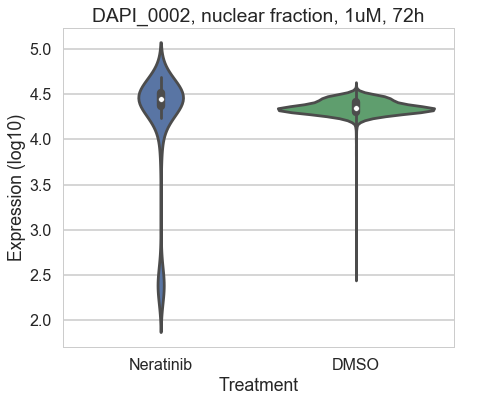 DAPI_0002, nuclear fraction, 1uM, 72h
Expression (log10)
5.0
4.5
4.0
3.5
3.0
2.5
2.0
Neratinib DMSO
Treatment